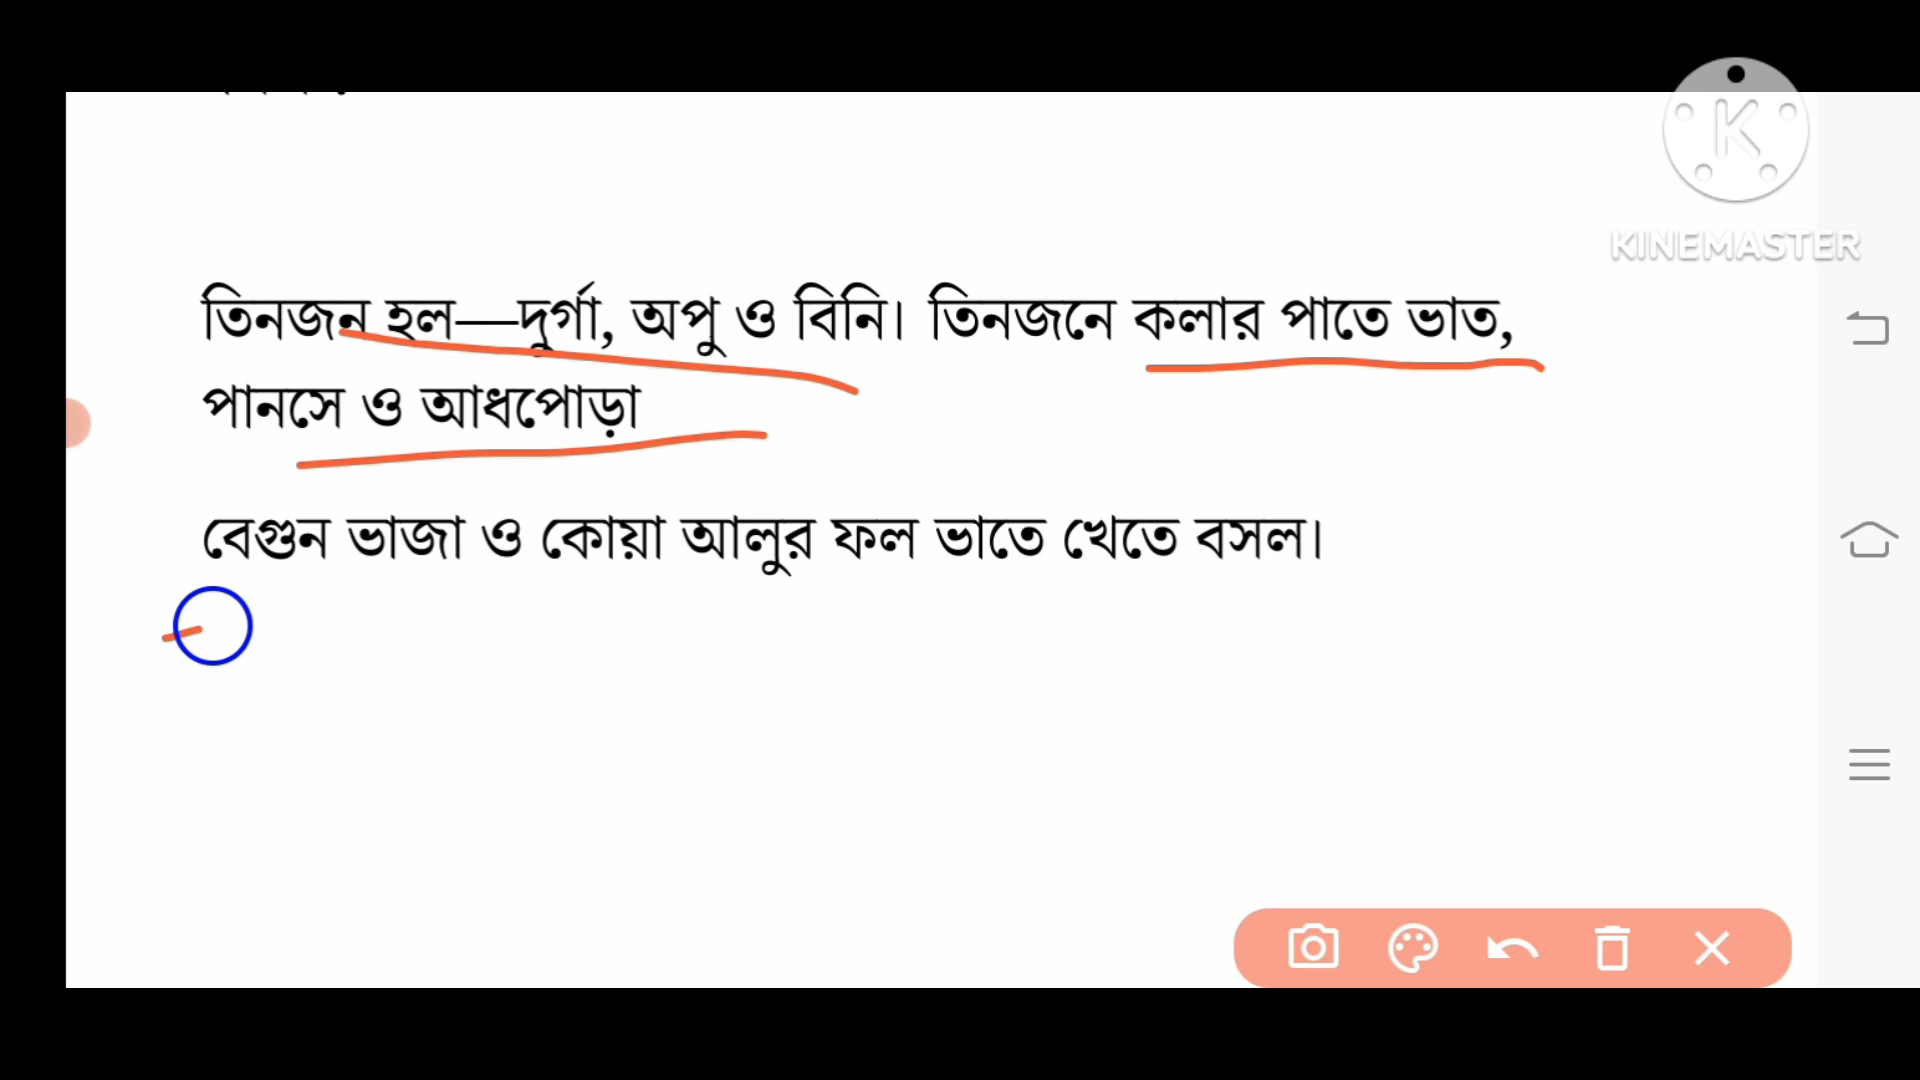 KINEMASTER
তিনজন হল—দুর্গা, অপু ও বিনি। তিনজনে কলার পাতে ভাত,
পানসে ও আধপোড়া
বেগুন ভাজা ও কোয়া আলুর ফল ভাতে খেতে বসল।